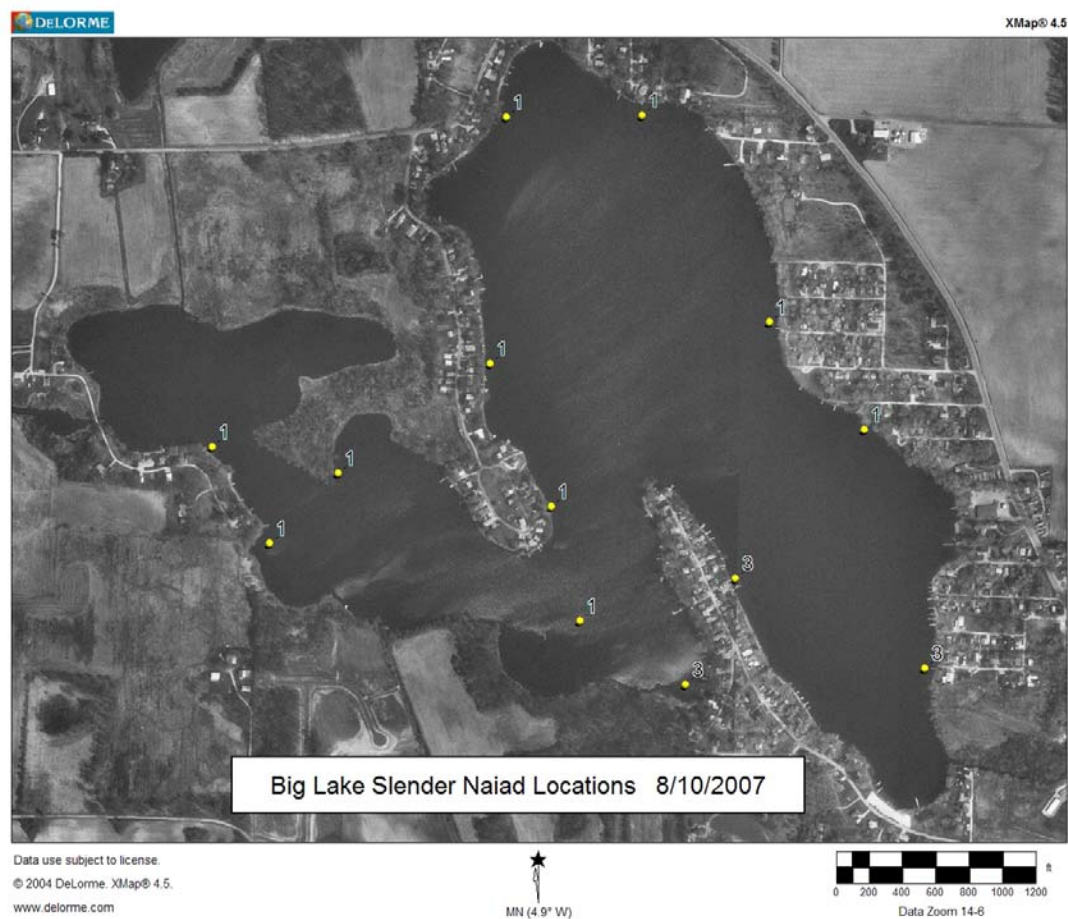 DELORME
XMap® 4.5
1
1
1
1
1
1
1
1
1
3
1
3
3
Big Lake Slender Naiad Locations 8/10/2007
Data use subject to license.
© 2004 DeLorme. XMap® 4.5.
www.delorme.com
MN (4.9° W)
ft
0 200 400 600 800 1000 1200
Data Zoom 14-6